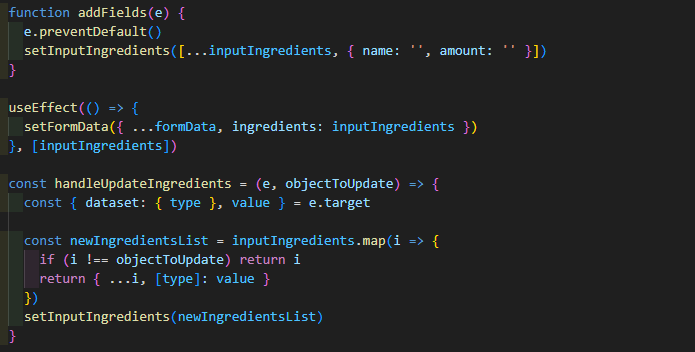 function addFields(e) {
  e.preventDefault()
  setInputIngredients([...inputIngredients, { name: '', amount: '' }])
}

useEffect(() => {
  setFormData({ ...formData, ingredients: inputIngredients })
}, [inputIngredients])

const handleUpdateIngredients = (e, objectToUpdate) => {
  const { dataset: { type }, value } = e.target

  const newIngredientsList = inputIngredients.map(i => {
    if (i !== objectToUpdate) return i
    return { ...i, [type]: value }
  })
  setInputIngredients(newIngredientsList)
}